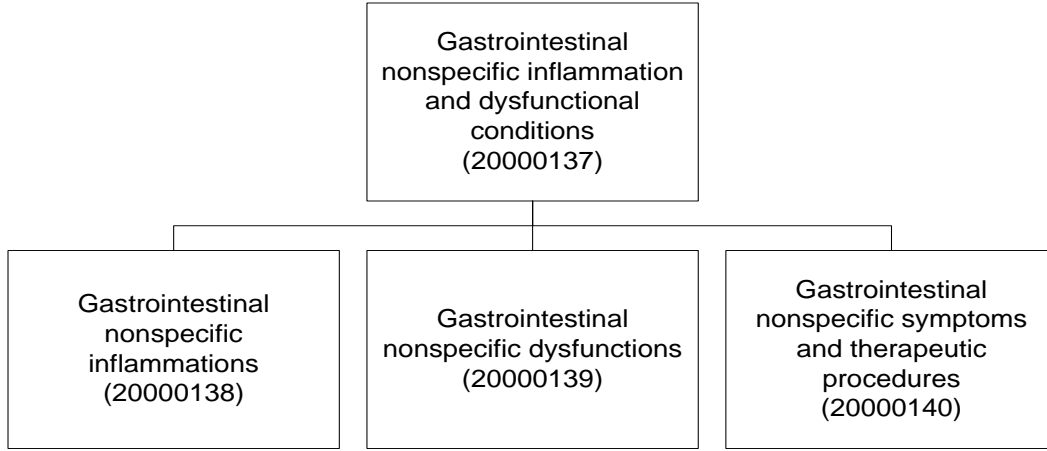 Gastrointestinal
nonspecific inflammation
and dysfunctional
conditions
(20000137)
Gastrointestinal
nonspecific
inflammations
(20000138)
Gastrointestinal
nonspecific dysfunctions
(20000139)
Gastrointestinal
nonspecific symptoms
and therapeutic
procedures
(20000140)